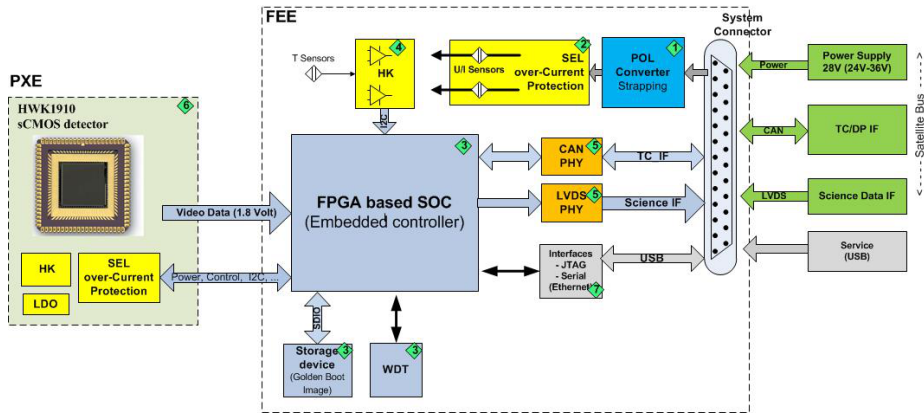 FEE
System
Connector
T Sensors
4
HK
U/I Sensors
2
SEL
over-Current
Protection
1
POL
Converter
Strapping
Power
Power Supply
28V (24V-36V)
< - - - Satellite Bus - - - >
PXE
6
HWK1910
sCMOS detector
I2C
3
FPGA based SOC
(Embedded controller)
CAN
PHY
5
TC IF
CAN
TC/DP IF
Video Data (1.8 Volt)
LVDS
PHY
5
Science IF
LVDS
Science Data IF
HK
LDO
SEL
over-Current
Protection
Power, Control, I2C, ...
Interfaces
- JTAG
- Serial
(Ethernet)
7
USB
Service
(USB)
SDIO
Storage
device
(Golden Boot
Image)
3
WDT
3